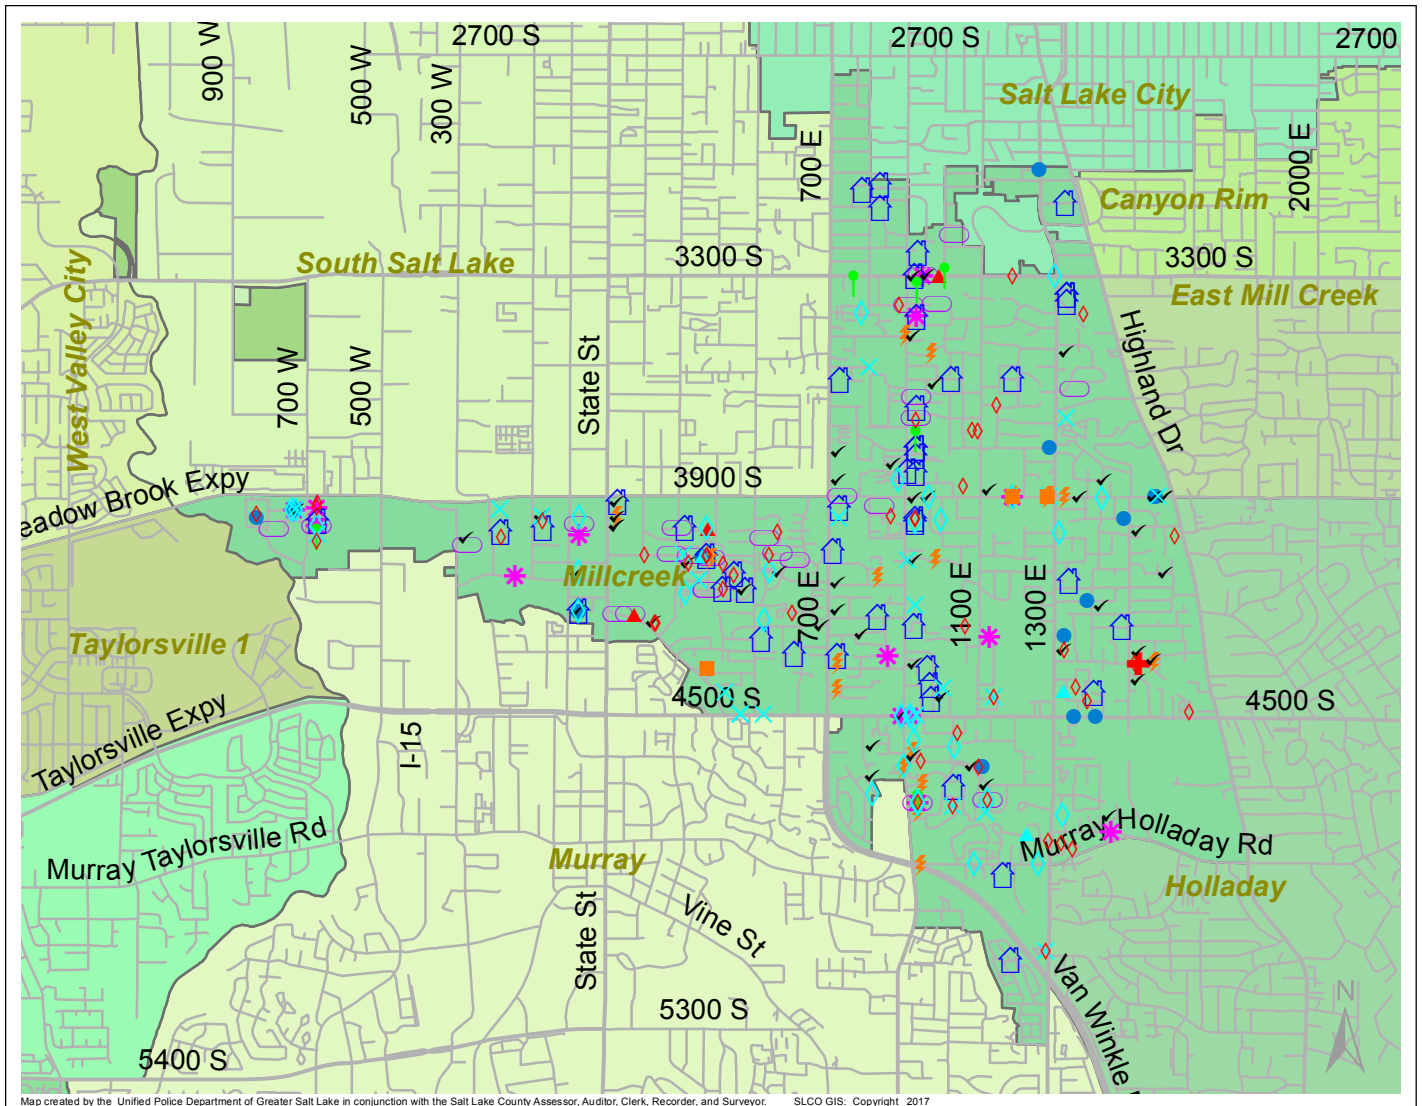 2700 S
2700 S
2700
900 W
500 W
300 W
Salt Lake City
700 E
2000 E
Canyon Rim
South Salt Lake
3300 S
3300 S
West Valley City
East Mill Creek
Highland Dr
700 W
500 W
State St
3900 S
eadow Brook Expy
Millcreek
700 E
1100 E
1300 E
Taylorsville 1
4500 S
4500 S
Taylorsville Expy
I-15
Murray Taylorsville Rd
Murray Holladay Rd
Murray
Holladay
State St
Vine St
Van Winkle
5300 S
N
5400 S
Map created by the Unified Police Department of Greater Salt Lake in conjunction with the Salt Lake County Assessor, Auditor, Clerk, Recorder, and Surveyor. SLCO GIS: Copyright 2017